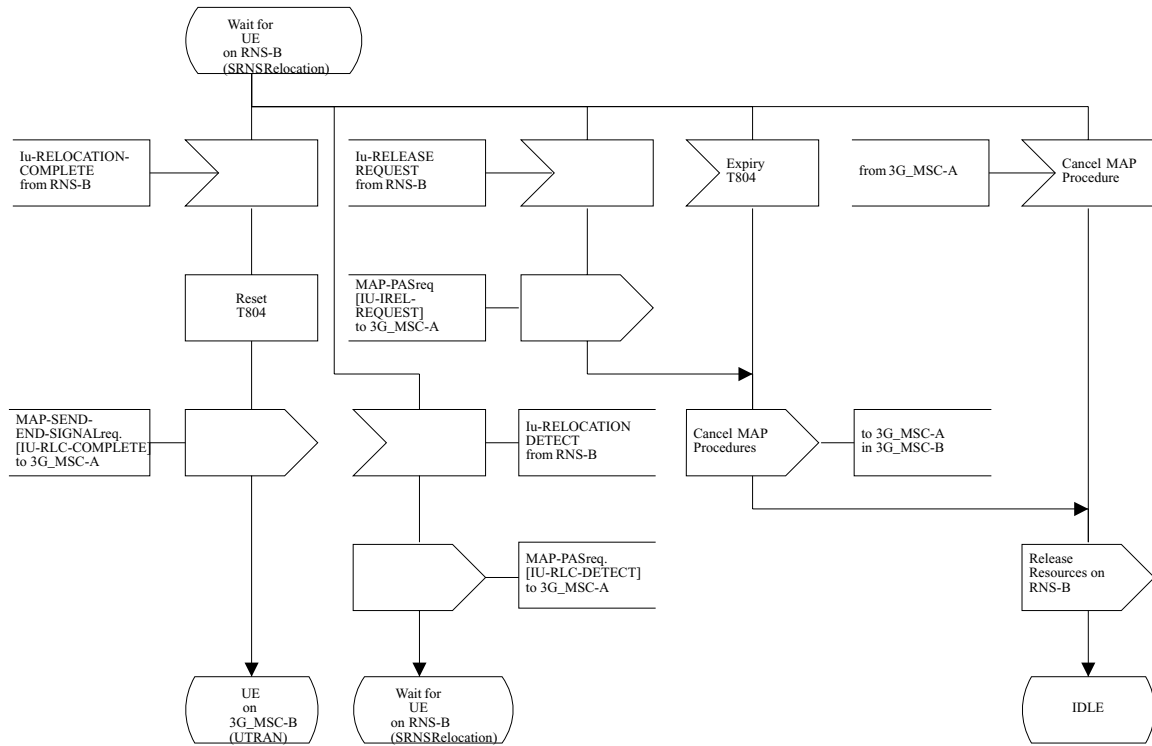 Wait for
UE
on RNS-B
(SRNSRelocation)
Iu-RELOCATION-
COMPLETE
from RNS-B
Iu-RELEASE
REQUEST
from RNS-B
Expiry
T804
from 3G_MSC-A
Cancel MAP
Procedure
Reset
T804
MAP-PASreq
[IU-IREL-
REQUEST]
to 3G_MSC-A
MAP-SEND-
END-SIGNALreq.
[IU-RLC-COMPLETE]
to 3G_MSC-A
Iu-RELOCATION
DETECT
from RNS-B
Cancel MAP
Procedures
to 3G_MSC-A
in 3G_MSC-B
MAP-PASreq.
[IU-RLC-DETECT]
to 3G_MSC-A
Release
Resources on
RNS-B
UE
on
3G_MSC-B
(UTRAN)
Wait for
UE
on RNS-B
(SRNSRelocation)
IDLE